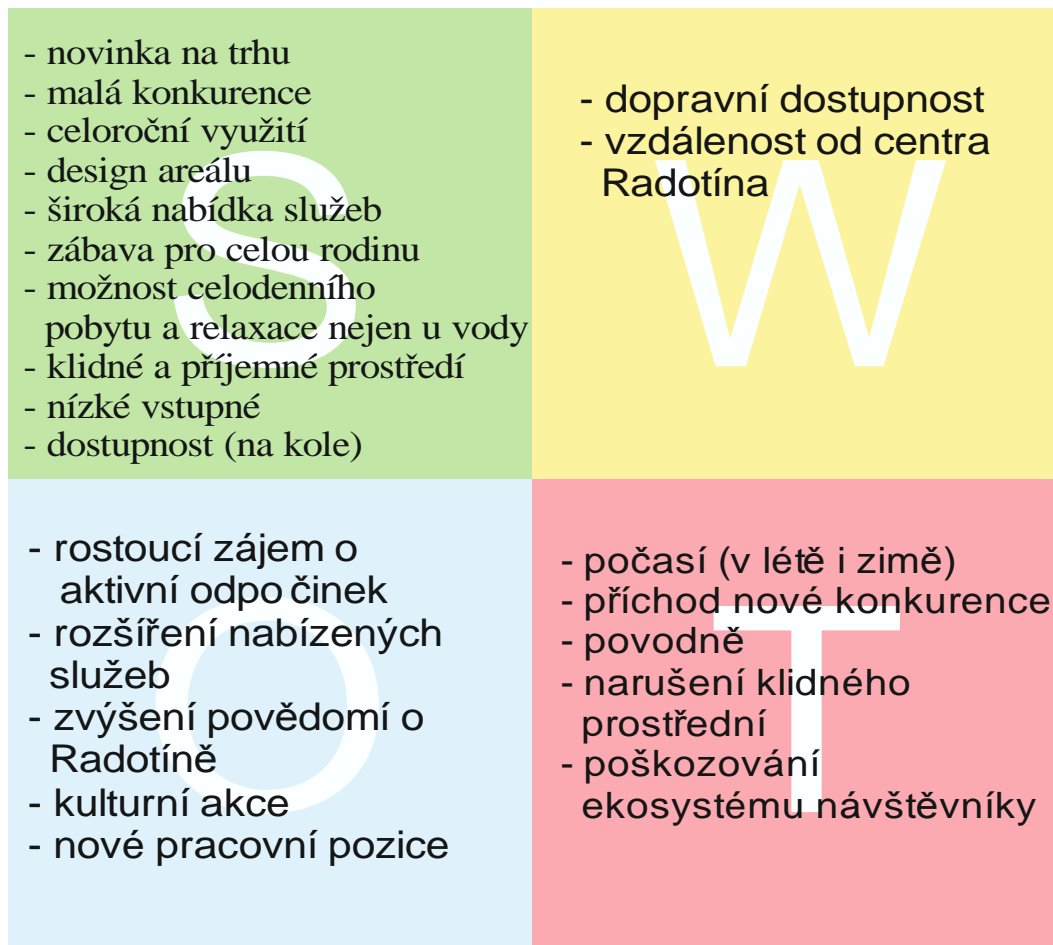 S
- novinka na trhu
- malá konkurence
- celoroční využití
- design areálu
- široká nabídka služeb
- zábava pro celou rodinu
- možnost celodenního
pobytu a relaxace nejen u vody
- klidné a příjemné prostředí
- nízké vstupné
- dostupnost (na kole)
W
- dopravní dostupnost
- vzdálenost od centra
Radotína
O
- rostoucí zájem o
aktivní odpo činek
- rozšíření nabízených
služeb
- zvýšení povědomí o
Radotíně
- kulturní akce
- nové pracovní pozice
T
- počasí (v létě i zimě)
- příchod nové konkurence
- povodně
- narušení klidného
prostřední
- poškozování
ekosystému návštěvníky